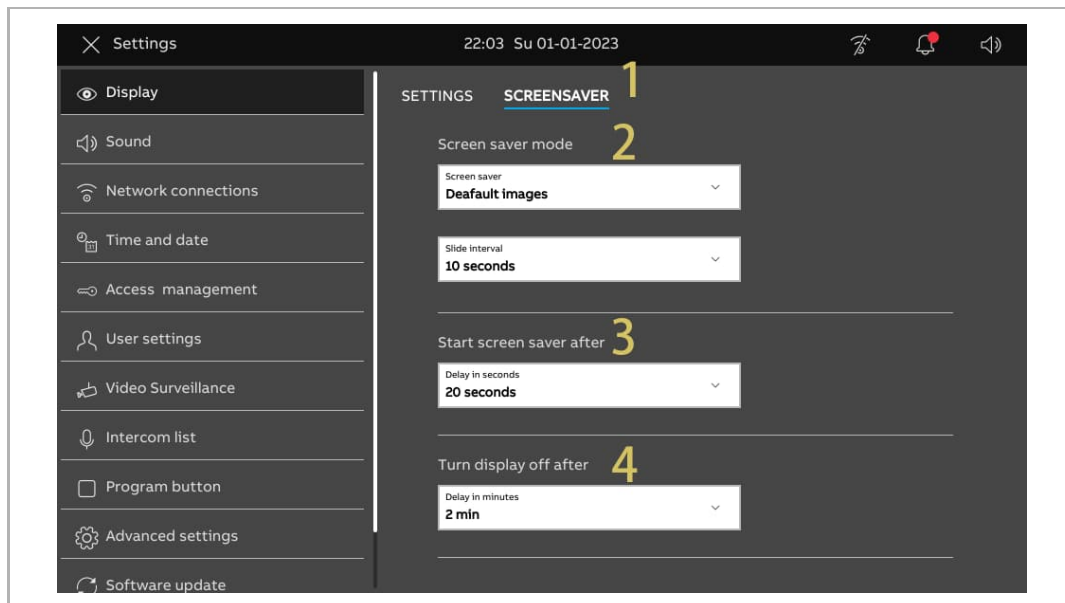 Settings
22:03 Su 01-01-2023
Display
Sound
Network connections
Time and date
Access management
User settings
Video Surveillance
Intercom list
Program button
Advanced settings
Software update
SETTINGS SCREENSAVER 1
Screen saver mode 2
Screen saver
Deafault images
Slide interval
10 seconds
Start screen saver after 3
Delay in seconds
20 seconds
Turn display off after 4
Delay in minutes
2 min